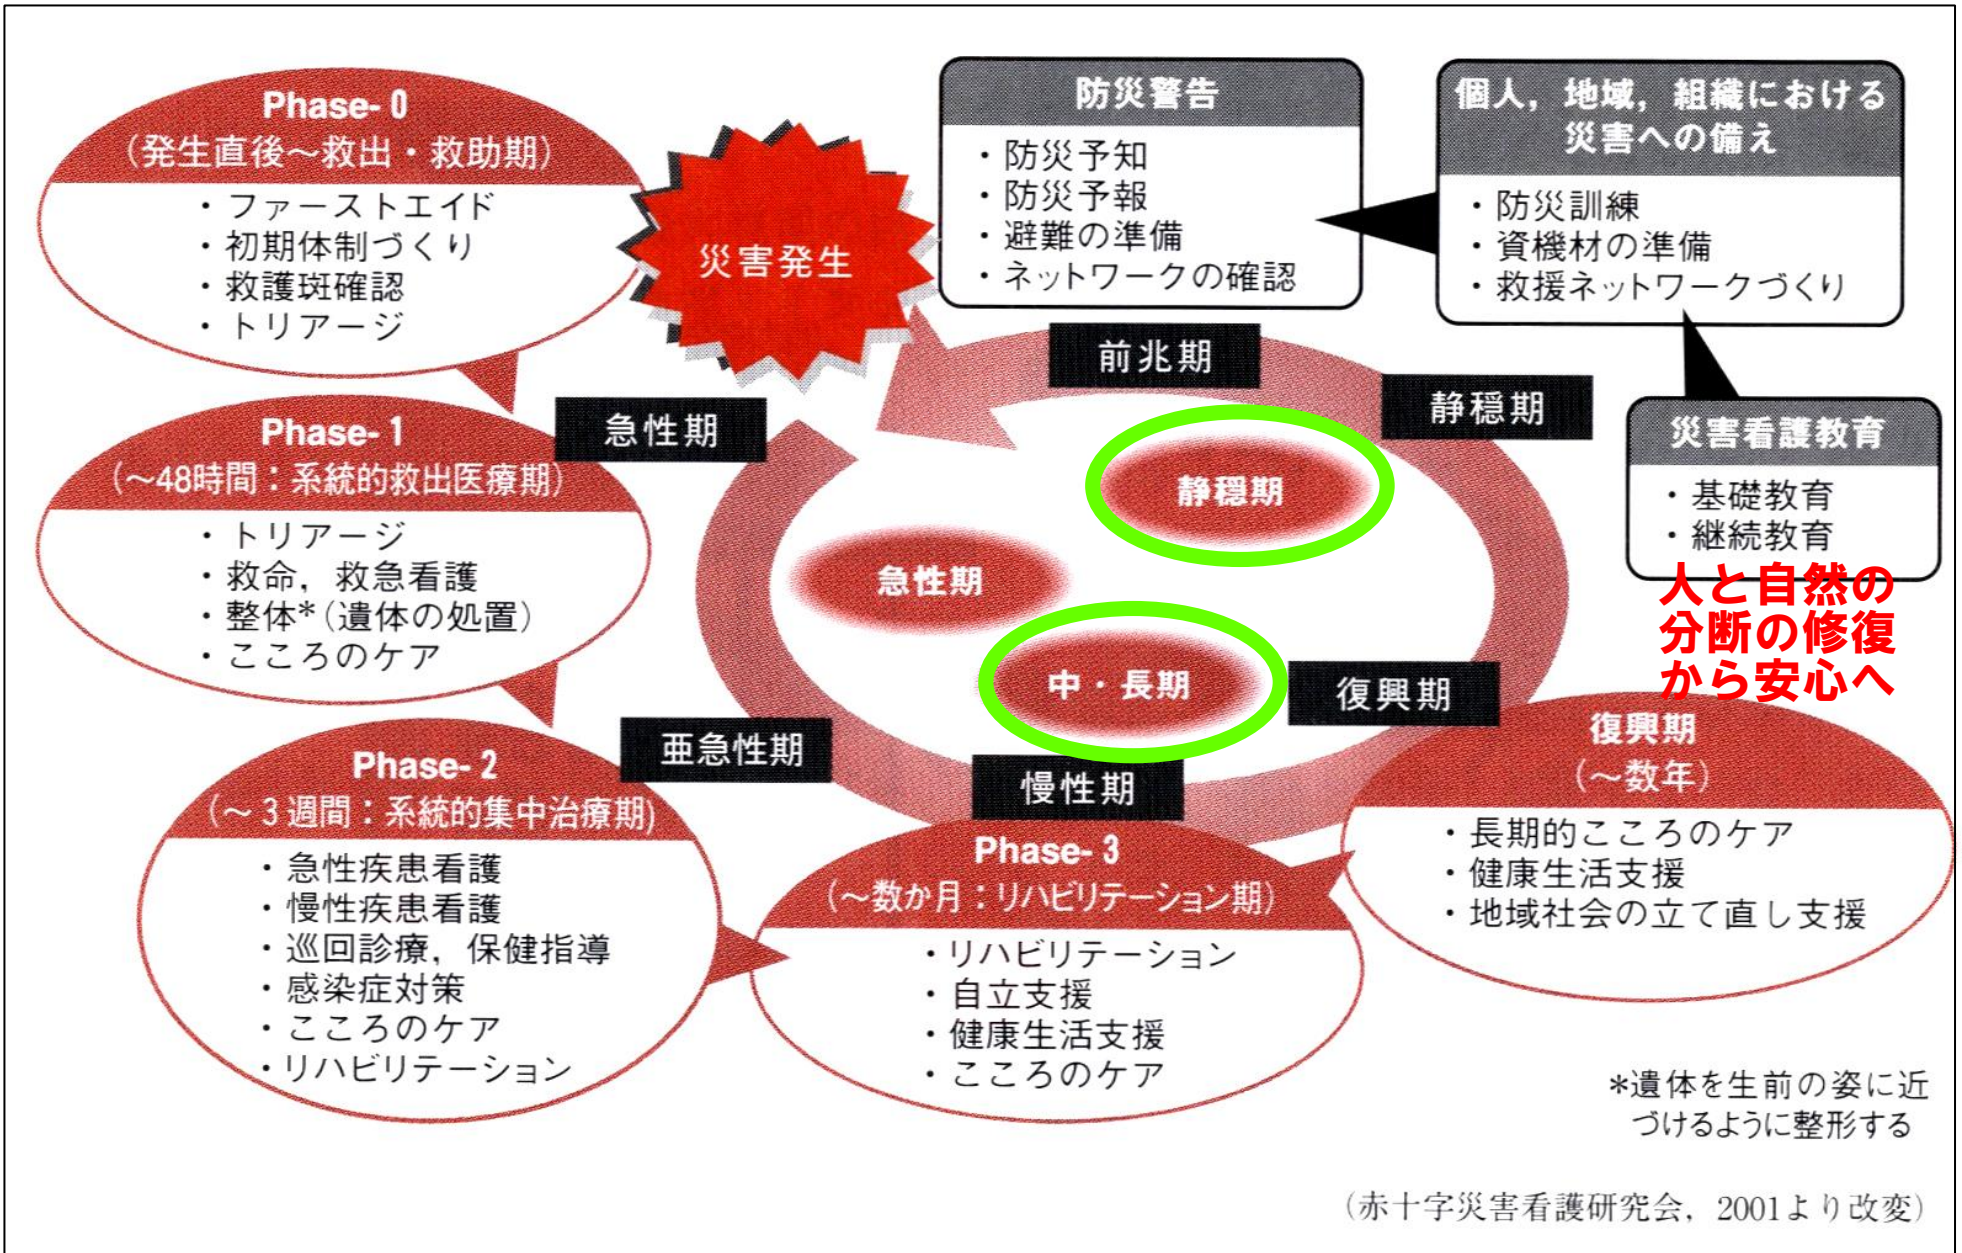 Phase-0
(発生直後～救出・救助期)
・ファーストエイド
・初期体制づくり
・救護斑確認
・トリアージ
災害発生
防災警告
・防災予知
・防災予報
・避難の準備
・ネットワークの確認
個人，地域，組織における
災害への備え
・防災訓練
・資機材の準備
・救援ネットワークづくり
前兆期
静穏期
急性期
災害看護教育
・基礎教育
・継続教育
人と自然の
分断の修復
から安心へ
Phase-1
(～48時間：系統的救出医療期)
・トリアージ
・救命，救急看護
・整体*(遺体の処置)
・こころのケア
静穏期
急性期
中・長期
復興期
亜急性期
慢性期
Phase-2
(～3週間：系統的集中治療期)
・急性疾患看護
・慢性疾患看護
・巡回診療，保健指導
・感染症対策
・こころのケア
・リハビリテーション
Phase-3
(～数か月：リハビリテーション期)
・リハビリテーション
・自立支援
・健康生活支援
・こころのケア
復興期
(～数年)
・長期的こころのケア
・健康生活支援
・地域社会の立て直し支援
*遺体を生前の姿に近
づけるように整形する
(赤十字災害看護研究会，2001より改変)